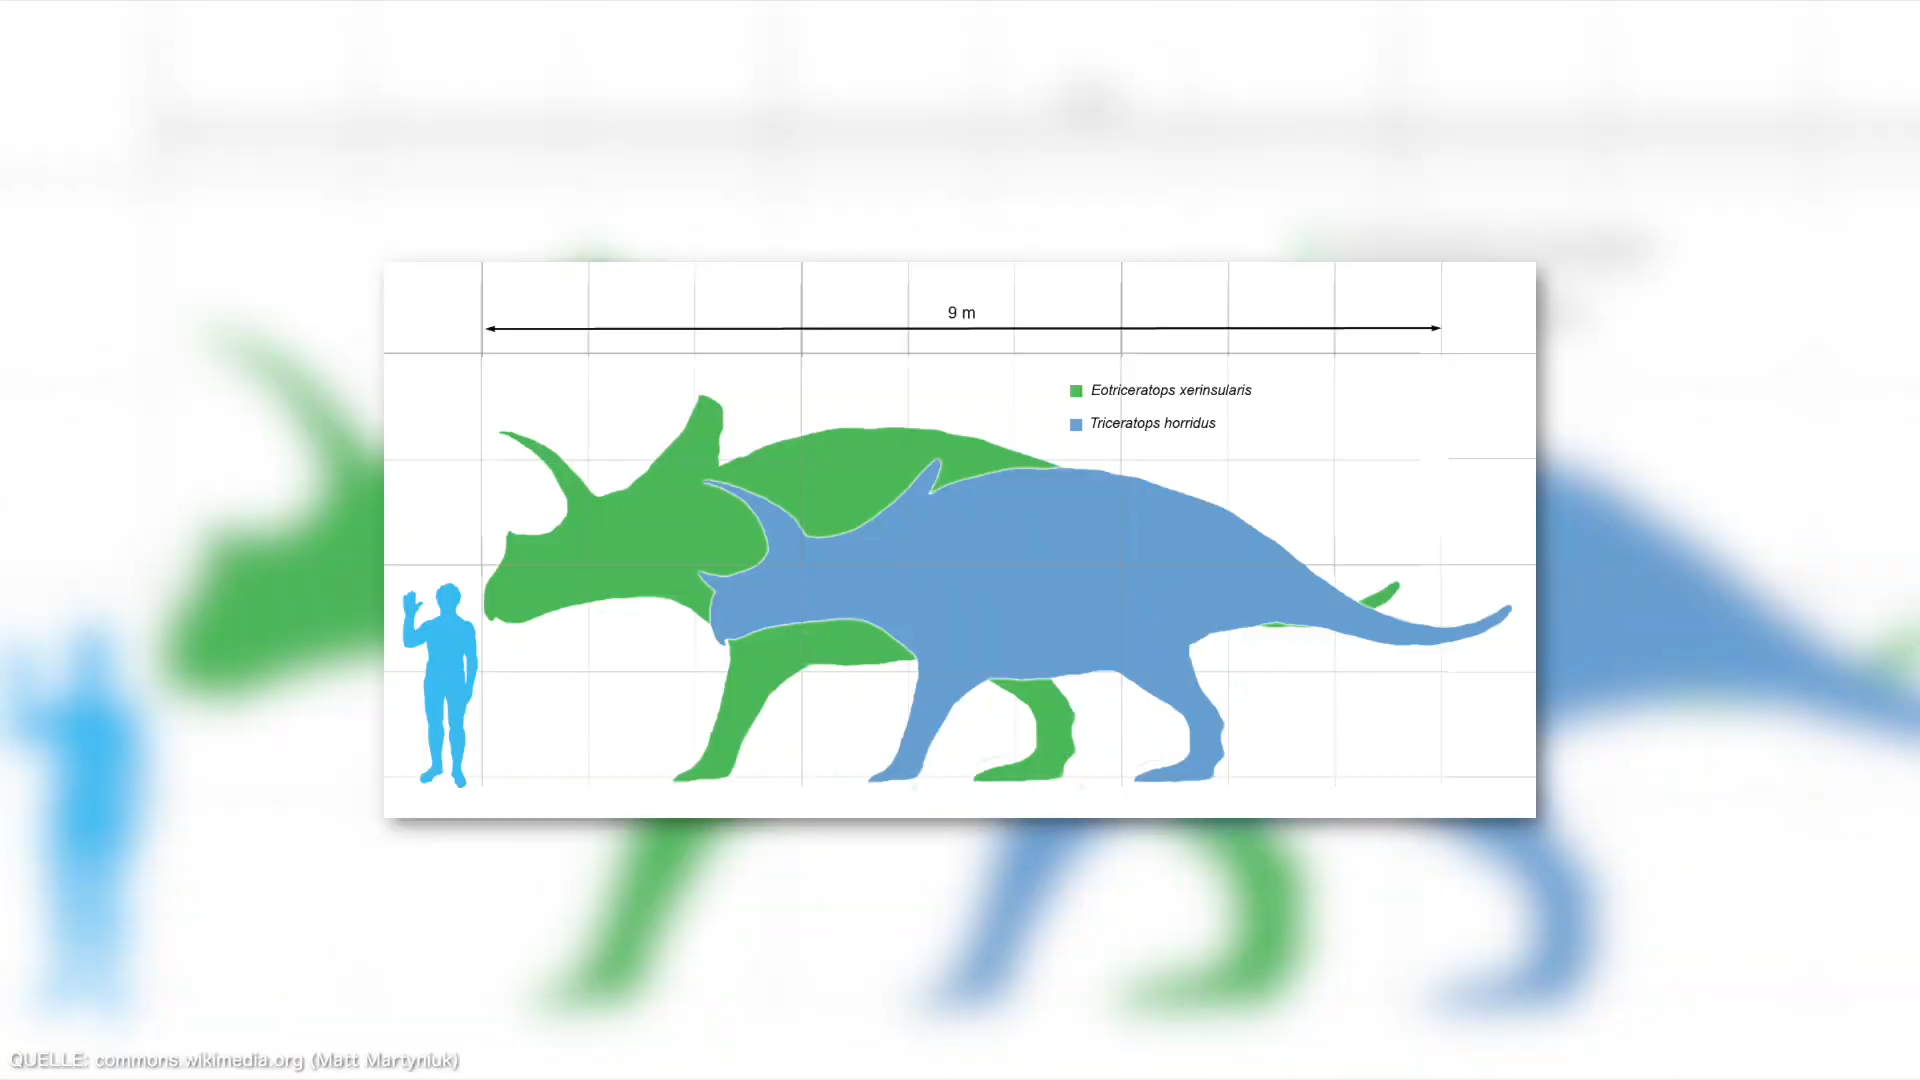 9 m
Eotriceratops xerinsularis
Triceratops horridus
QUELLE: commons.wikimedia.org (Matt Martyniuk)